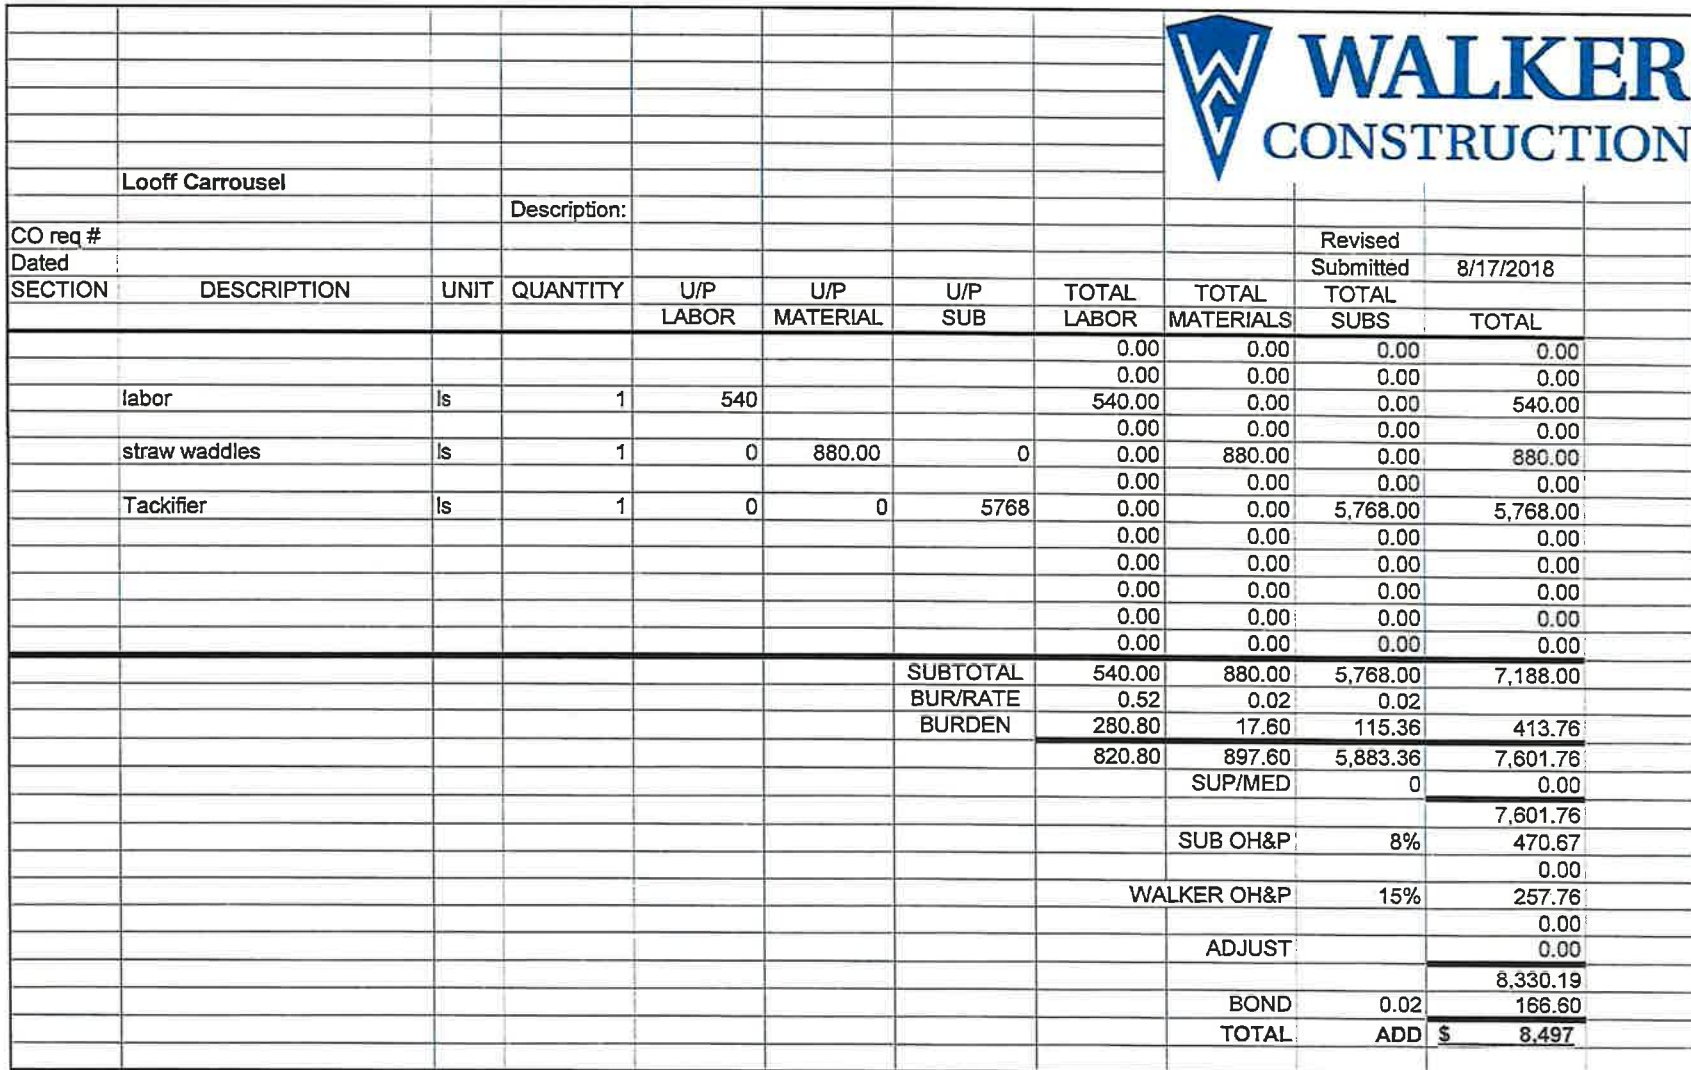 WALKER
CONSTRUCTION
Looff Carrousel
Description:
CO req # Revised
Dated Submitted 8/17/2018
SECTION DESCRIPTION UNIT QUANTITY U/P U/P U/P TOTAL TOTAL TOTAL
LABOR MATERIAL SUB LABOR MATERIALS SUBS TOTAL
0.00 0.00 0.00 0.00
0.00 0.00 0.00 0.00
labor ls 1 540 540.00 0.00 0.00 540.00
0.00 0.00 0.00 0.00
straw waddles ls 1 0 880.00 0 0.00 880.00 0.00 880.00
0.00 0.00 0.00 0.00
Tackifier ls 1 0 0 5768 0.00 0.00 5,768.00 5,768.00
0.00 0.00 0.00 0.00
0.00 0.00 0.00 0.00
0.00 0.00 0.00 0.00
0.00 0.00 0.00 0.00
0.00 0.00 0.00 0.00
SUBTOTAL 540.00 880.00 5,768.00 7,188.00
BUR/RATE 0.52 0.02 0.02
BURDEN 280.80 17.60 115.36 413.76
820.80 897.60 5,883.36 7,601.76
SUP/MED 0 0.00
7,601.76
SUB OH&P 8% 470.67
0.00
WALKER OH&P 15% 257.76
0.00
ADJUST 0.00
8,330.19
BOND 0.02 166.60
TOTAL ADD $ 8,497